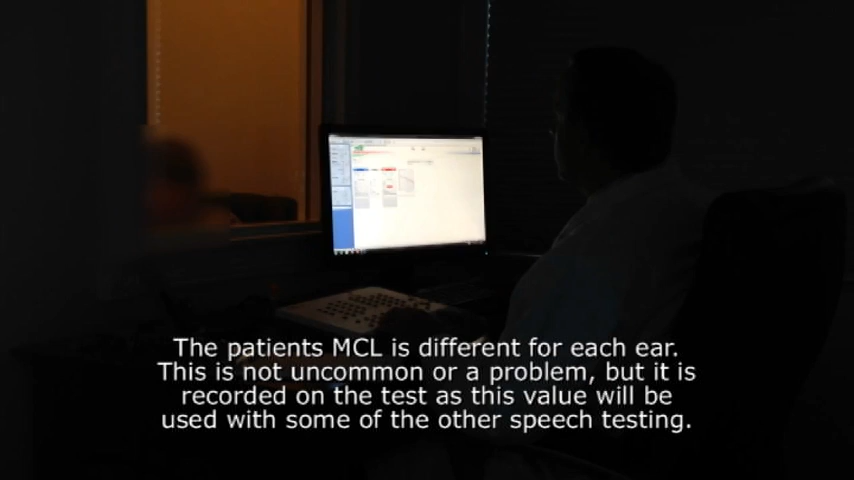 The patients MCL is different for each ear.
This is not uncommon or a problem, but it is
recorded on the test as this value will be
used with some of the other speech testing.